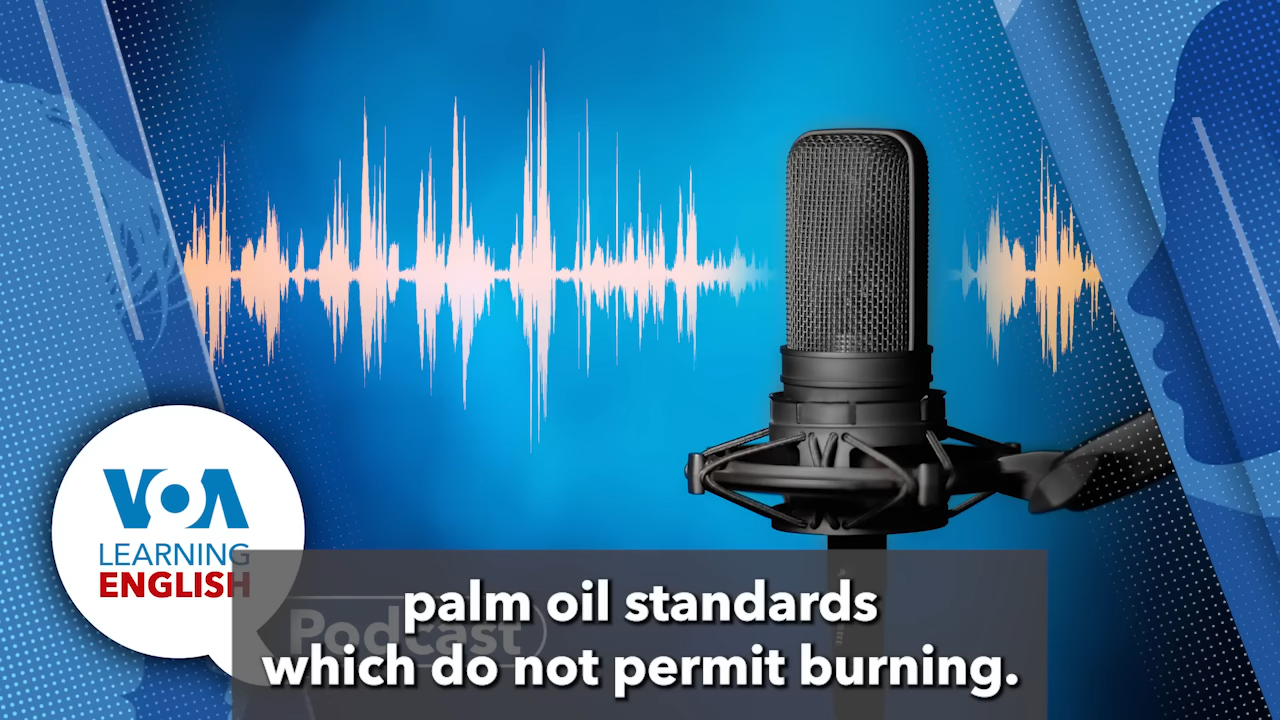 VOA
LEARNING
ENGLISH
Podcast
palm oil standards
which do not permit burning.